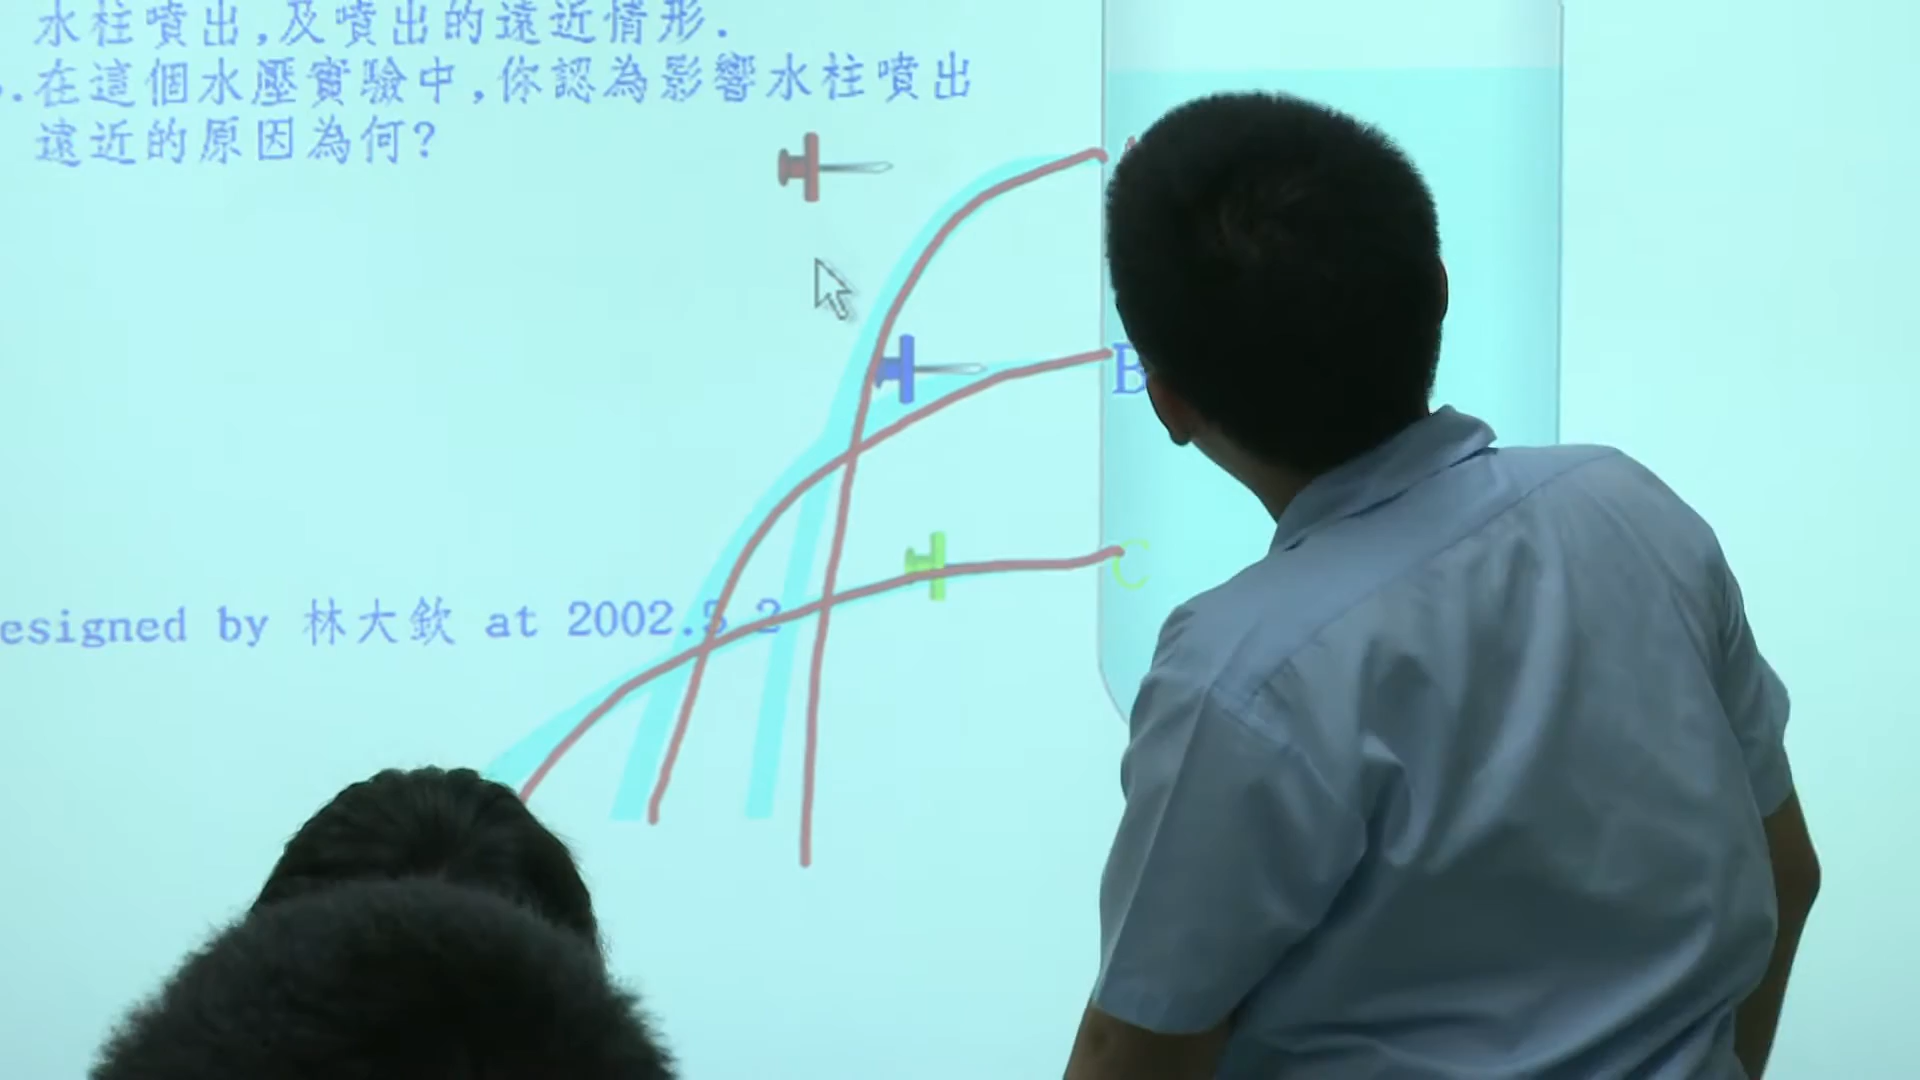 水柱噴出,及噴出的遠近情形.
.在這個水壓實驗中,你認為影響水柱噴出
遠近的原因為何?
B
C
esigned by 林大欽 at 2002.5 2